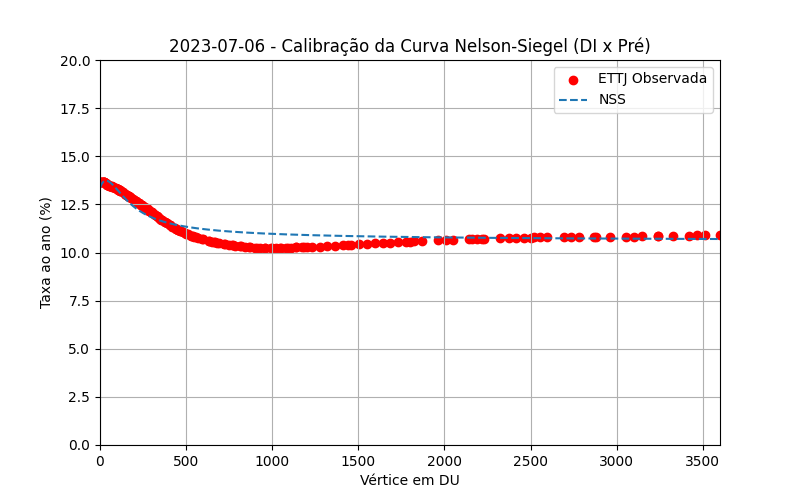 2023-07-06 - Calibração da Curva Nelson-Siegel (DI x Pré)
ETTJ Observada
NSS
Taxa ao ano (%)
20.0
17.5
15.0
12.5
10.0
7.5
5.0
2.5
0.0
0 500 1000 1500 2000 2500 3000 3500
Vértice em DU